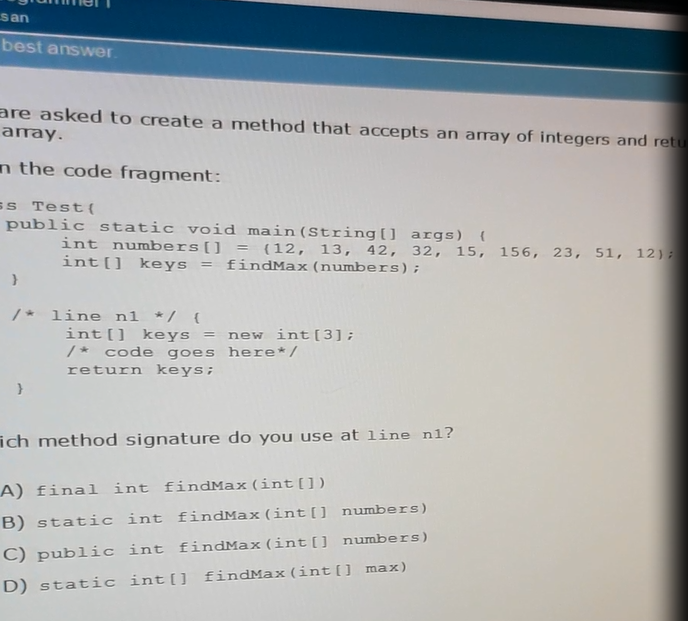 san
best answer.
are asked to create a method that accepts an array of integers and
array.
the code fragment:
Test{
public static void main(String[] args) {
int numbers[] = {12, 13, 42, 32, 15, 156, 23, 51, 12};
int[] keys = findMax(numbers);
}
/* line n1 */ {
int[] keys = new int[3];
/* code goes here*/
return keys;
}
method signature do you use at line n1?
A) final int findMax(int[])
B) static int findMax(int[] numbers)
C) public int findMax(int[] numbers)
D) static int[] findMax(int[] max)